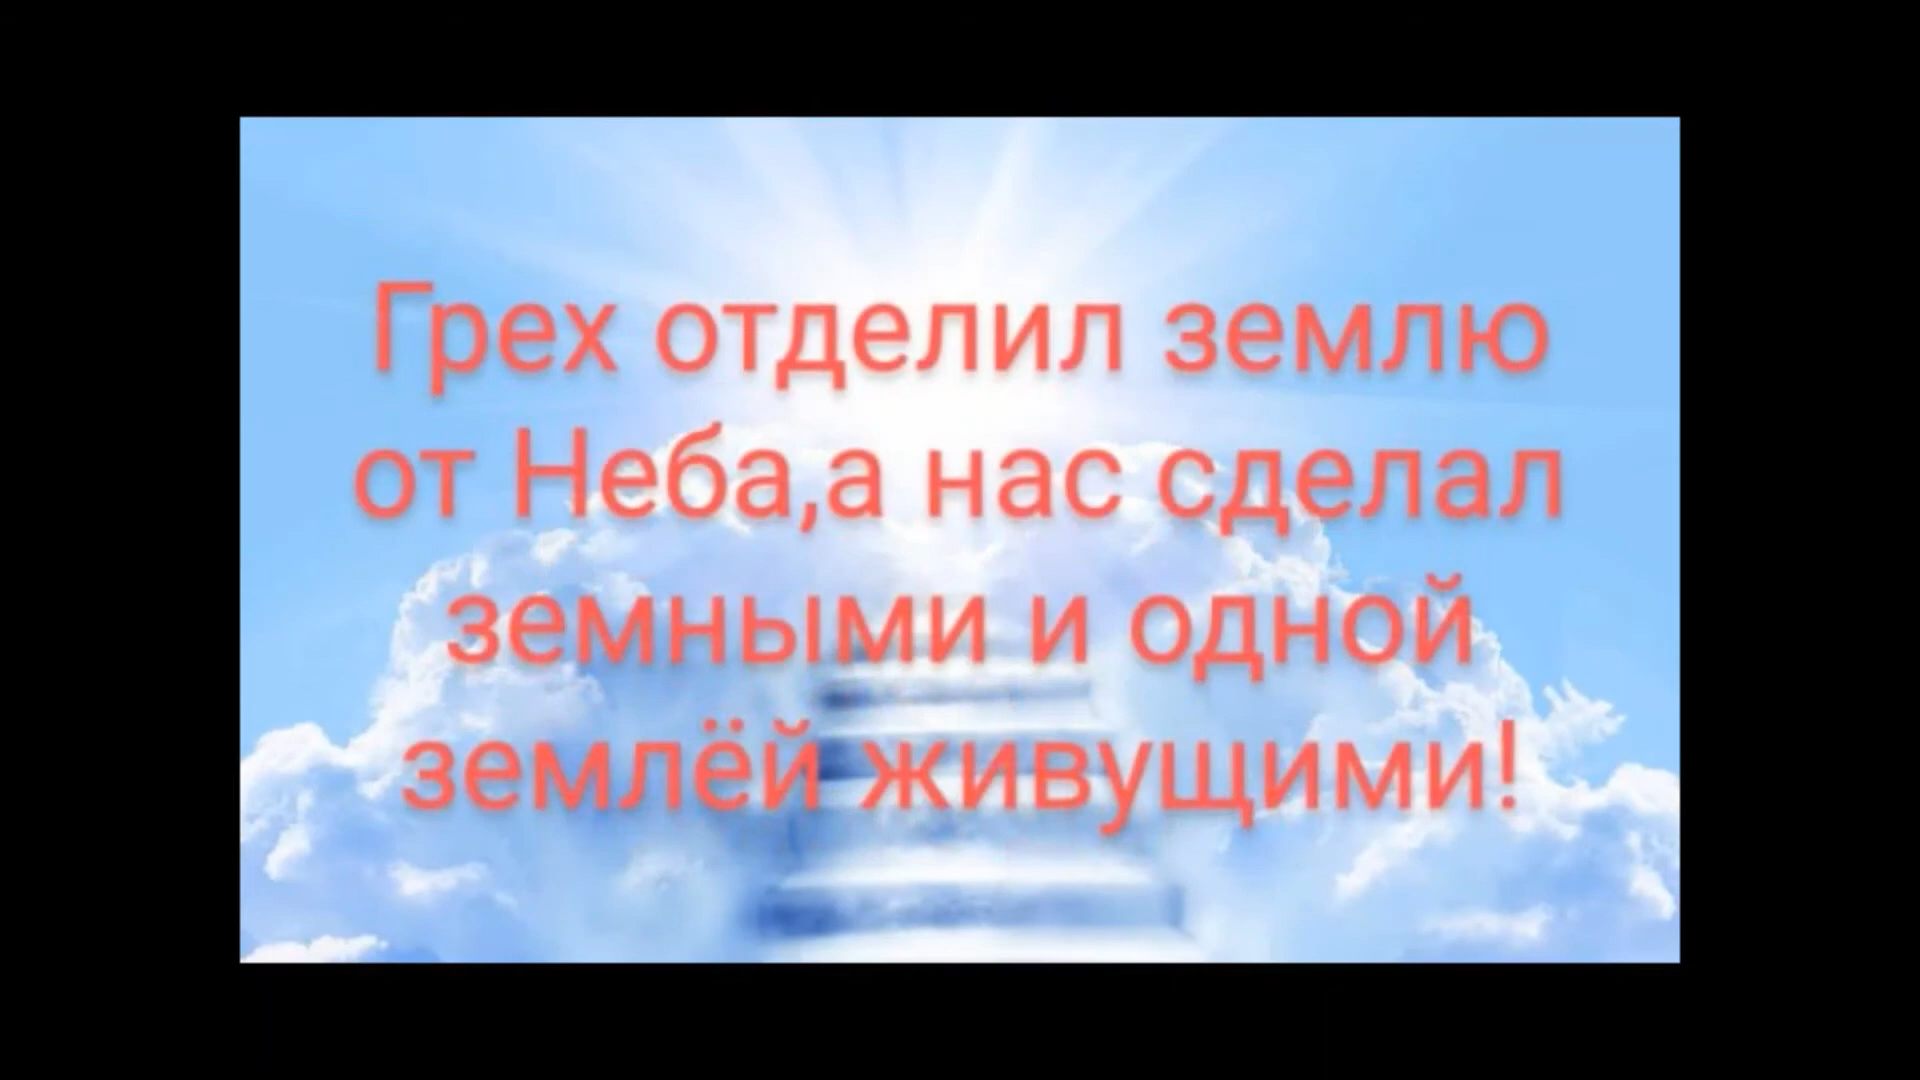 Грех отделил землю
от Неба,а нас сделал
земными и одной
землёй живущими!